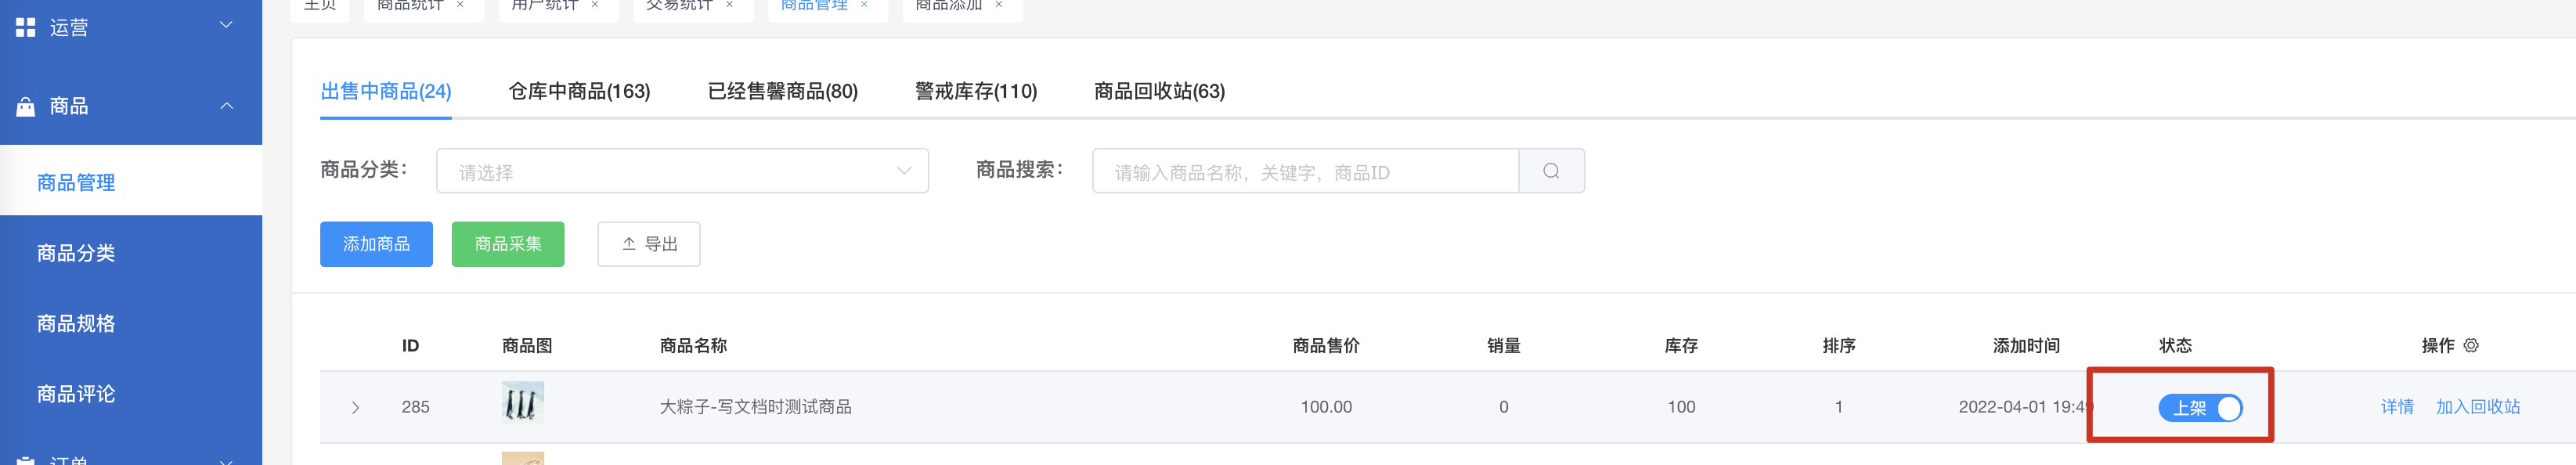 主页 商品统计 × 用户统计 × 交易统计 × 商品管理 × 商品添加 ×
运营
商品
商品管理
商品分类
商品规格
商品评论
订单
出售中商品(24) 仓库中商品(163) 已经售馨商品(80) 警戒库存(110) 商品回收站(63)
商品分类： 请选择 商品搜索： 请输入商品名称，关键字，商品ID
添加商品 商品采集 导出
ID 商品图 商品名称 商品售价 销量 库存 排序 添加时间 状态 操作
285 大粽子-写文档时测试商品 100.00 0 100 1 2022-04-01 19:49 上架 详情 加入回收站